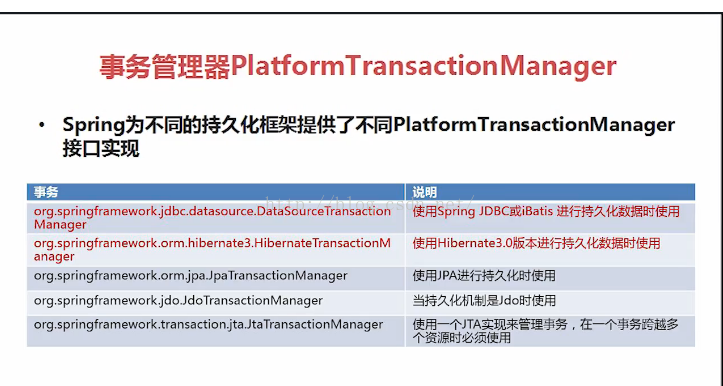 事务管理器PlatformTransactionManager
• Spring为不同的持久化框架提供了不同PlatformTransactionManager
接口实现
事务 说明
org.springframework.jdbc.datasource.DataSourceTransaction
Manager
使用Spring JDBC或iBatis 进行持久化数据时使用
org.springframework.orm.hibernate3.HibernateTransactionM
anager
使用Hibernate3.0版本进行持久化数据时使用
org.springframework.orm.jpa.JpaTransactionManager
使用JPA进行持久化时使用
org.springframework.jdo.JdoTransactionManager
当持久化机制是Jdo时使用
org.springframework.transaction.jta.JtaTransactionManager
使用一个JTA实现来管理事务，在一个事务跨越多
个资源时必须使用